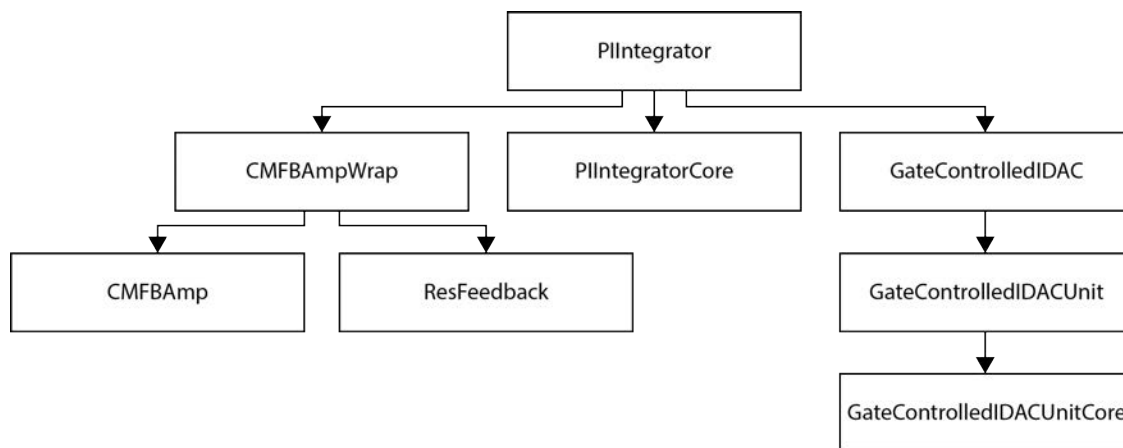 PIIntegrator
CMFBAmpWrap
PIIntegratorCore
GateControlledIDAC
CMFBAmp
ResFeedback
GateControlledIDACUnit
GateControlledIDACUnitCore